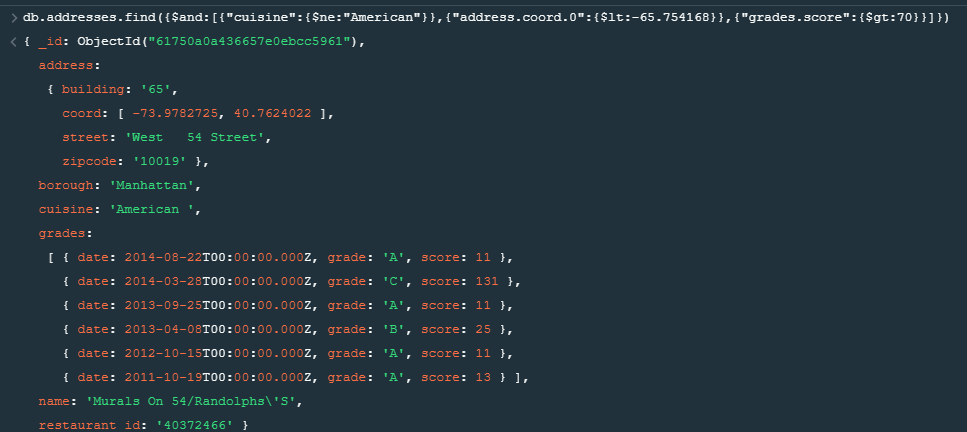 > db.addresses.find({$and:[{"cuisine":{$ne:"American"}},{"address.coord.0":{$lt:-65.754168}},{"grades.score":{$gt:70}}]})
< { _id: ObjectId("61750a0a436657e0ebcc5961"),
address:
{ building: '65',
coord: [ -73.9782725, 40.7624022 ],
street: 'West   54 Street',
zipcode: '10019' },
borough: 'Manhattan',
cuisine: 'American ',
grades:
[ { date: 2014-08-22T00:00:00.000Z, grade: 'A', score: 11 },
{ date: 2014-03-28T00:00:00.000Z, grade: 'C', score: 131 },
{ date: 2013-09-25T00:00:00.000Z, grade: 'A', score: 11 },
{ date: 2013-04-08T00:00:00.000Z, grade: 'B', score: 25 },
{ date: 2012-10-15T00:00:00.000Z, grade: 'A', score: 11 },
{ date: 2011-10-19T00:00:00.000Z, grade: 'A', score: 13 } ],
name: 'Murals On 54/Randolphs\'S',
restaurant_id: '40372466' }